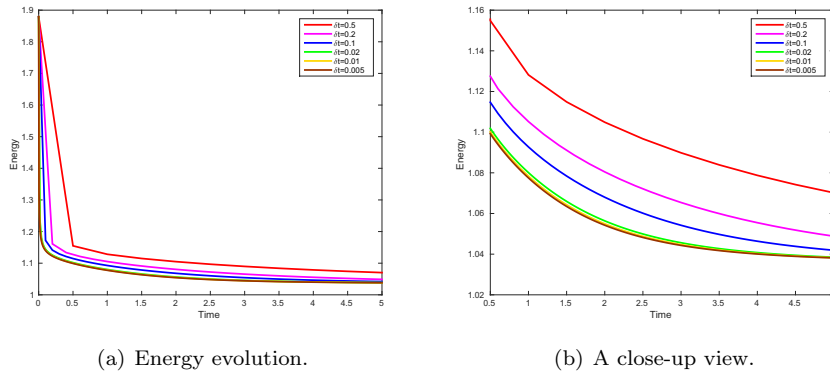 1.9
1.8
1.7
1.6
1.5
1.4
1.3
1.2
1.1
1
Energy
0 0.5 1 1.5 2 2.5 3 3.5 4 4.5 5
Time
δt=0.5
δt=0.2
δt=0.1
δt=0.02
δt=0.01
δt=0.005
(a) Energy evolution.
1.16
1.14
1.12
1.1
1.08
1.06
1.04
1.02
Energy
0.5 1 1.5 2 2.5 3 3.5 4 4.5 5
Time
δt=0.5
δt=0.2
δt=0.1
δt=0.02
δt=0.01
δt=0.005
(b) A close-up view.